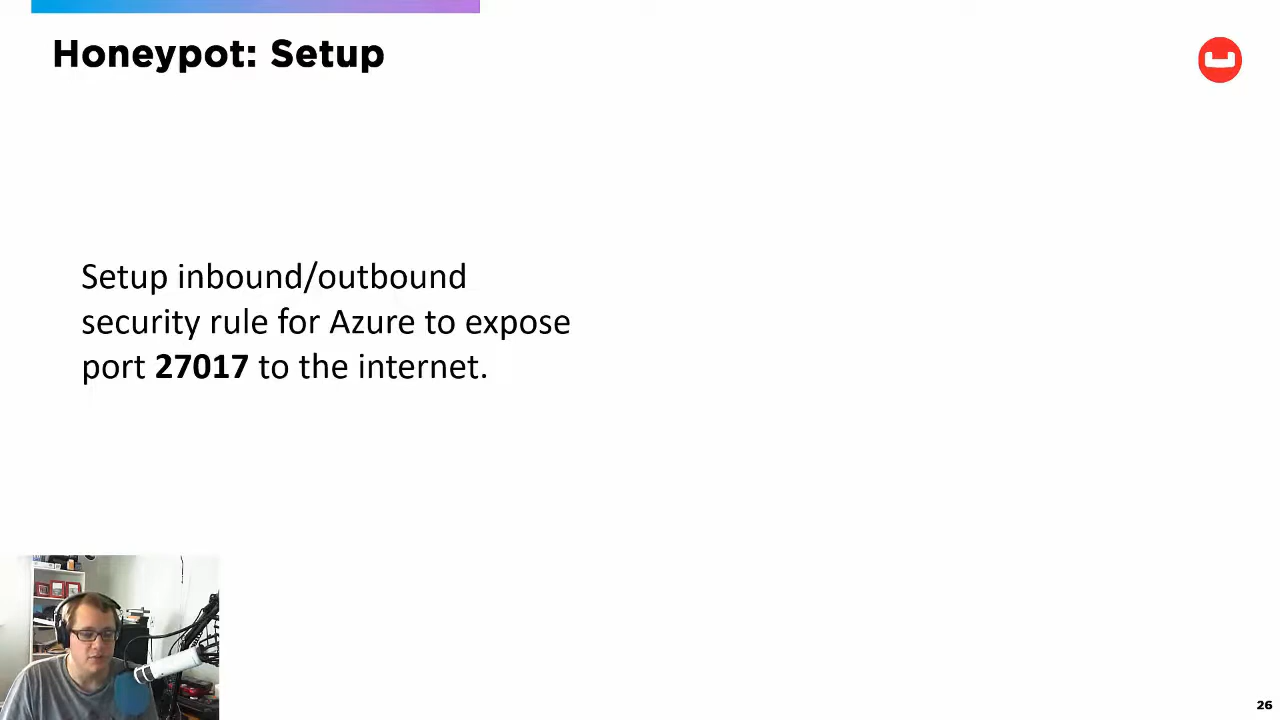 Honeypot: Setup
Setup inbound/outbound
security rule for Azure to expose
port 27017 to the internet.
26